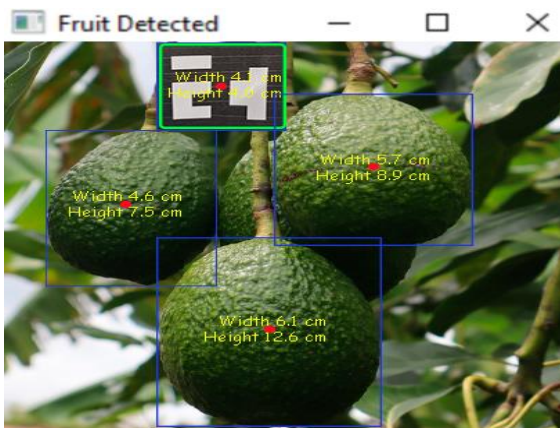 Fruit Detected
Width 4.1 cm
Height 4.6 cm
Width 5.7 cm
Height 8.9 cm
Width 4.6 cm
Height 7.5 cm
Width 6.1 cm
Height 12.6 cm